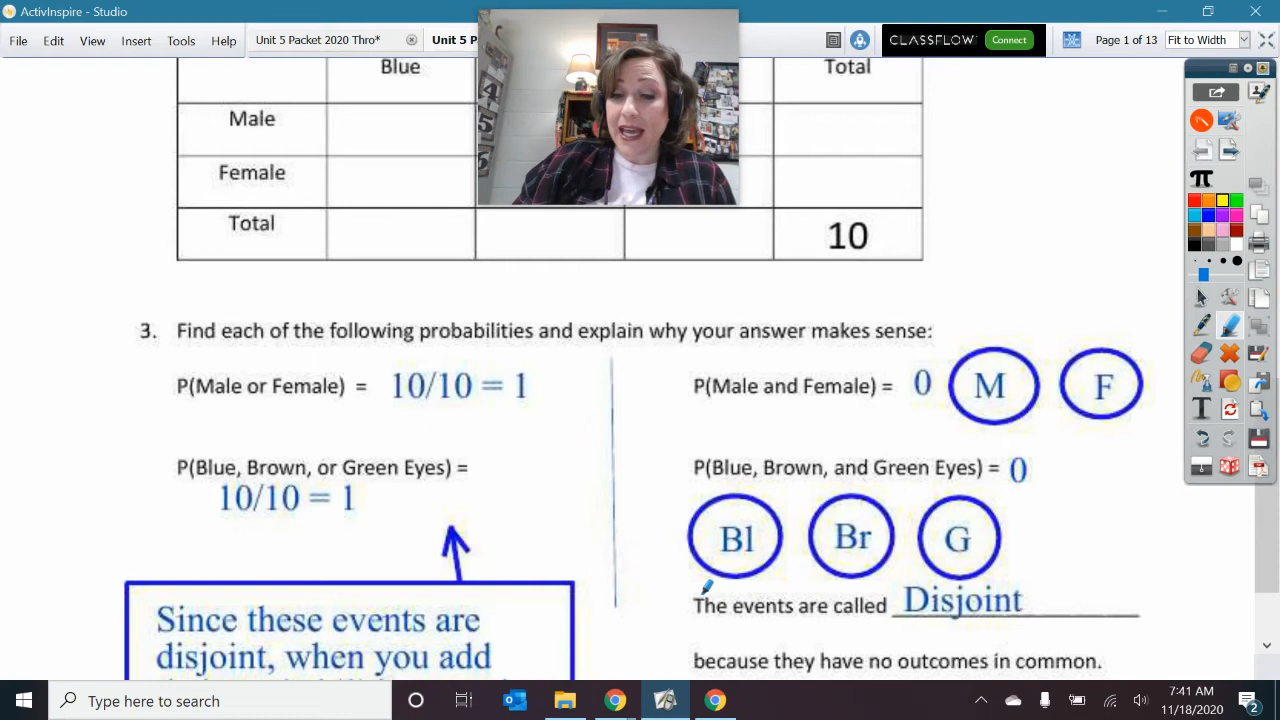 ActivInspire - Studio
File Edit View Insert Tools Help Unit 5 Packet 2020 Thro* Unit 5 P CLASSFLOW Connect Page 1 of 13 Fit to Width
Blue Total
Male
Female
Total 10
3. Find each of the following probabilities and explain why your answer makes sense:
P(Male or Female) = 10/10 = 1 P(Male and Female) = 0 M F
P(Blue, Brown, or Green Eyes) = P(Blue, Brown, and Green Eyes) = 0
10/10 = 1
Bl Br G
The events are called Disjoint
Since these events are
disjoint, when you add
because they have no outcomes in common.
Type here to search
7:41 AM
11/18/2020
2